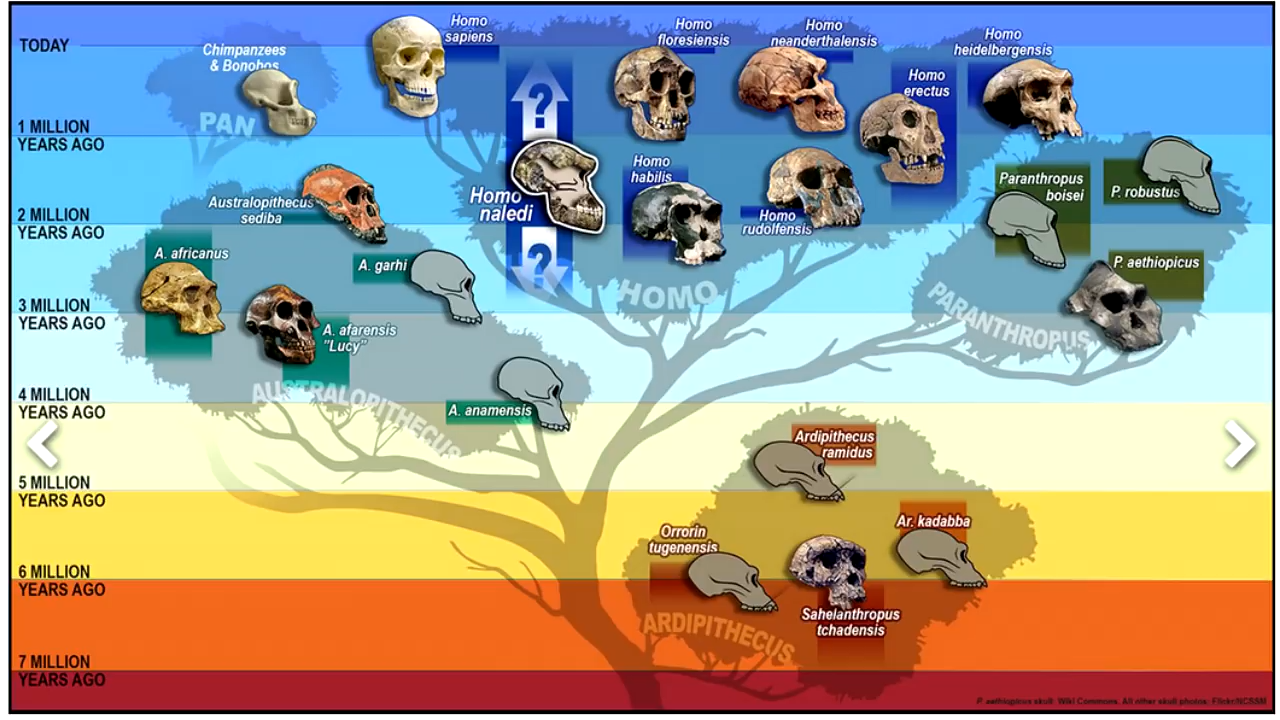 TODAY
Chimpanzees
& Bonobos
Homo
sapiens
Homo
floresiensis
Homo
neanderthalensis
Homo
heidelbergensis
Homo
erectus
PAN
?
1 MILLION
YEARS AGO
Homo
habilis
Homo
naledi
Homo
rudolfensis
Paranthropus
boisei
P. robustus
Australopithecus
sediba
2 MILLION
YEARS AGO
A. africanus
A. garhi
?
P. aethiopicus
HOMO
PARANTHROPUS
3 MILLION
YEARS AGO
A. afarensis
"Lucy"
AUSTRALOPITHECUS
A. anamensis
4 MILLION
YEARS AGO
Ardipithecus
ramidus
5 MILLION
YEARS AGO
Ar. kadabba
Orrorin
tugenensis
6 MILLION
YEARS AGO
Sahelanthropus
tchadensis
ARDIPITHECUS
7 MILLION
YEARS AGO
P. aethiopicus skull: Wiki Commons. All other skull photos: Flickr/NCSSM